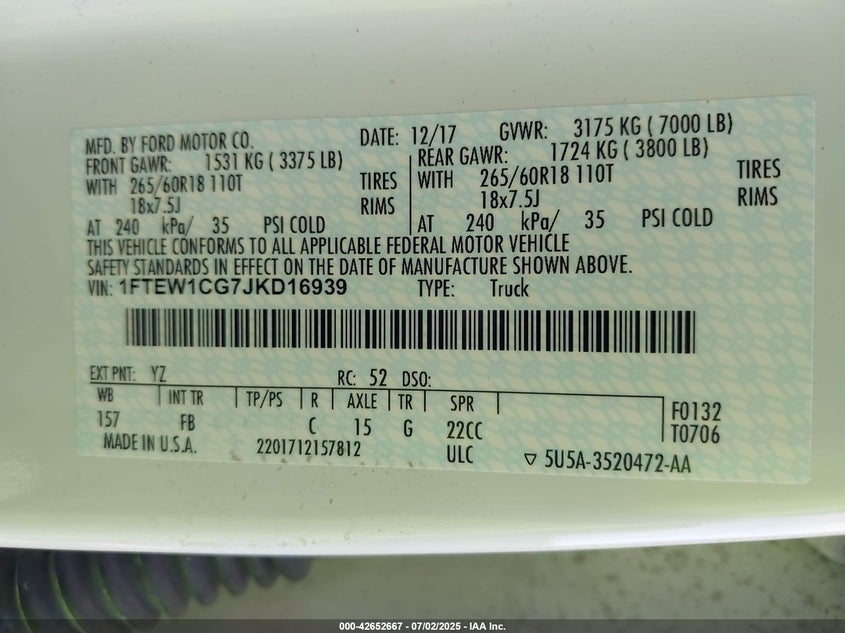 MFD. BY FORD MOTOR CO. DATE: 12/17 GVWR: 3175 KG ( 7000 LB)
FRONT GAWR: 1531 KG ( 3375 LB) REAR GAWR: 1724 KG ( 3800 LB)
WITH 265/60R18 110T TIRES WITH 265/60R18 110T TIRES
18x7.5J RIMS 18x7.5J RIMS
AT 240 kPa/ 35 PSI COLD AT 240 kPa/ 35 PSI COLD
THIS VEHICLE CONFORMS TO ALL APPLICABLE FEDERAL MOTOR VEHICLE
SAFETY STANDARDS IN EFFECT ON THE DATE OF MANUFACTURE SHOWN ABOVE.
VIN: 1FTEW1CG7JKD16939 TYPE: Truck
EXT PNT: YZ RC: 52 DSO:
WB INT TR TP/PS R AXLE TR SPR F0132
157 FB C 15 G 22CC T0706
MADE IN U.S.A. 2201712157812 ULC ▽ 5U5A-3520472-AA
000-42652667 - 07/02/2025 - IAA Inc.